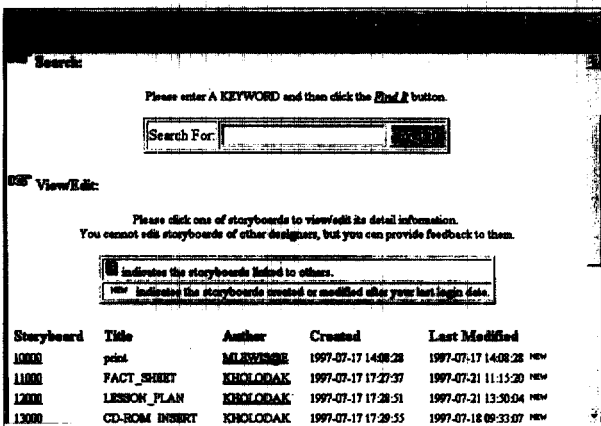 Search:
Please enter A KEYWORD and then click the Find It button.
Search For:
View/Edit:
Please click one of storyboards to view/edit its detail information.
You cannot edit storyboards of other designers, but you can provide feedback to them.
indicates the storyboards linked to others.
NEW indicates the storyboards created or modified after your last login date.
Storyboard Title Author Created Last Modified
10000 print 1997-07-17 14:08:28 1997-07-17 14:08:28 NEW
11000 FACT_SHEET KHOLODAK 1997-07-17 17:27:37 1997-07-21 11:15:20 NEW
12000 LESSON_PLAN KHOLODAK 1997-07-17 17:28:51 1997-07-21 13:50:04 NEW
13000 CD-ROM_INSERT KHOLODAK 1997-07-17 17:29:55 1997-07-18 09:33:07 NEW